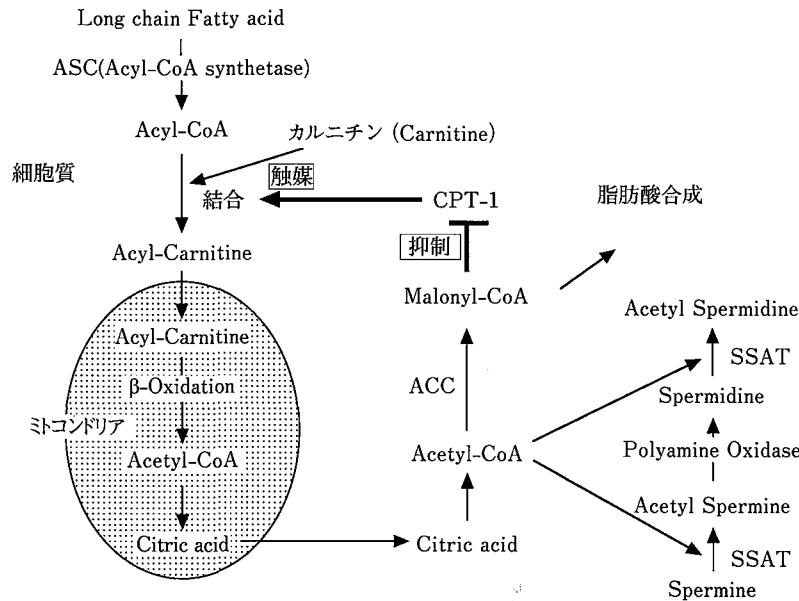 Long chain Fatty acid
ASC(Acyl-CoA synthetase)
Acyl-CoA
カルニチン (Carnitine)
細胞質
触媒
結合
CPT-1
脂肪酸合成
抑制
Acyl-Carnitine
Malonyl-CoA
Acetyl Spermidine
Acyl-Carnitine
SSAT
β-Oxidation
ACC
Spermidine
ミトコンドリア
Acetyl-CoA
Acetyl-CoA
Polyamine Oxidase
Acetyl Spermine
Citric acid
Citric acid
SSAT
Spermine